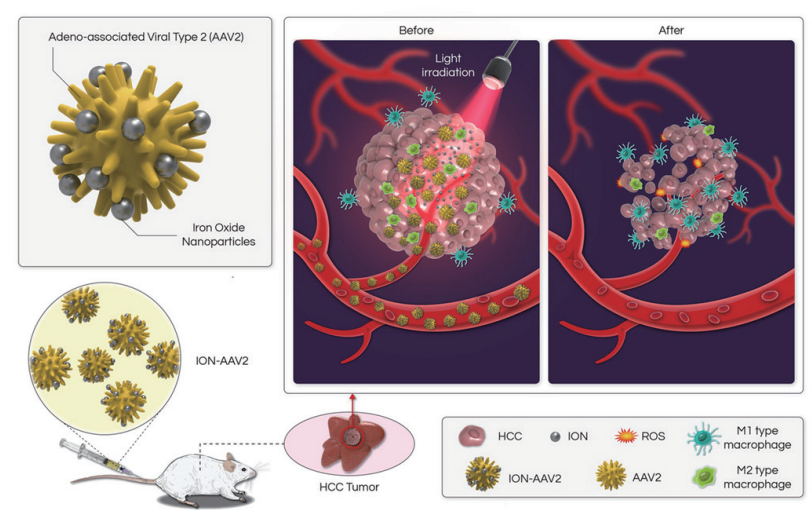 Adeno-associated Viral Type 2 (AAV2)
Iron Oxide
Nanoparticles
Before
After
Light
irradiation
ION-AAV2
HCC Tumor
HCC
ION
ROS
M1 type
macrophage
ION-AAV2
AAV2
M2 type
macrophage